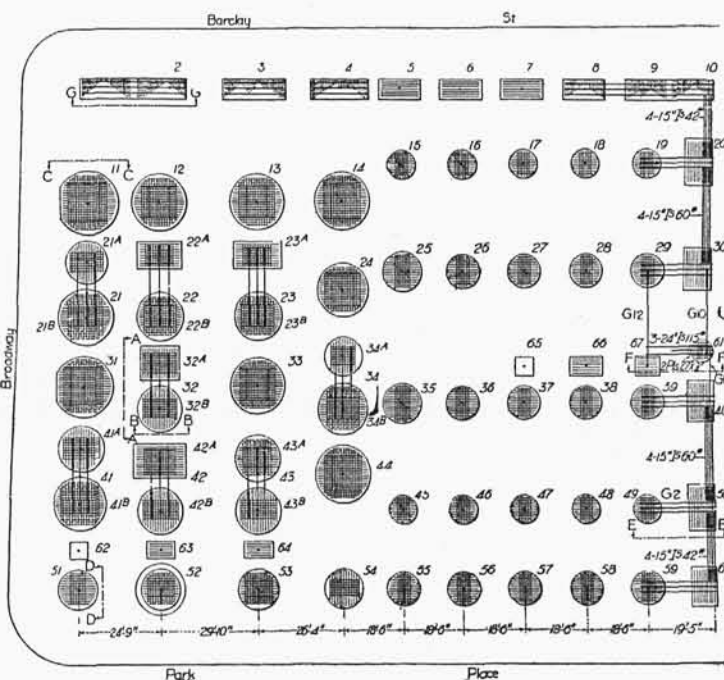 Barclay St
2 3 4 5 6 7 8 9 10
G G
4-15"Is 42#
15 16 17 18 19 20
C C
11 12 13 14
4-15"Is 60#
21A 22A 23A
24 25 26 27 28 29 30
21 22 23
21B 22B 23B
G12 G10
3-24"Is 115#
A 34A 65 66 67 61
F F
31 32A 33 34 35 36 37 38 39
32
32B 34B
B B
A
41A 42A 43A 44
4-15"Is 60#
41 42 43
41B 42B 43B 45 46 47 48 49 G2
E E
62 63 64
4-15"Is 42#
D
51 52 53 54 55 56 57 58 59
D
24'9" 29'10" 26'4" 18'6" 18'6" 18'6" 18'6" 18'6" 19'5"
Broadway
Park Place